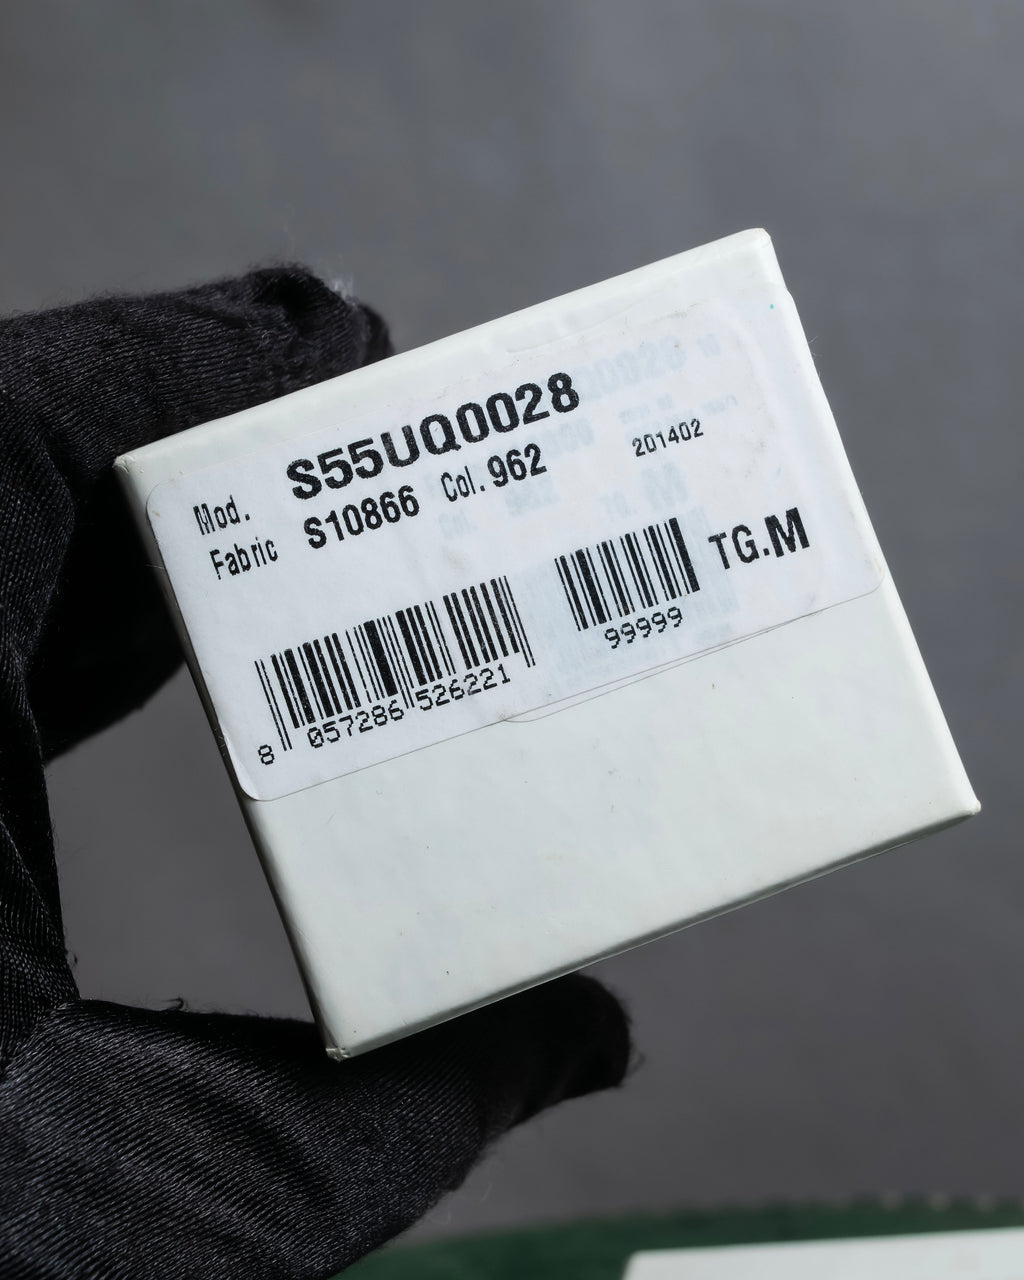 Mod. S55UQ0028
Fabric S10866 Col. 962 201402
TG.M
8 057286 526221
99999